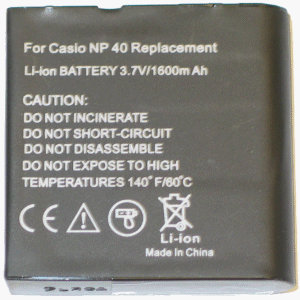 For Casio NP 40 Replacement
Li-ion BATTERY 3.7V/1600m Ah
CAUTION:
DO NOT INCINERATE
DO NOT SHORT-CIRCUIT
DO NOT DISASSEMBLE
DO NOT EXPOSE TO HIGH
TEMPERATURES 140°F/60°C
CE
Li-ion
Made In China